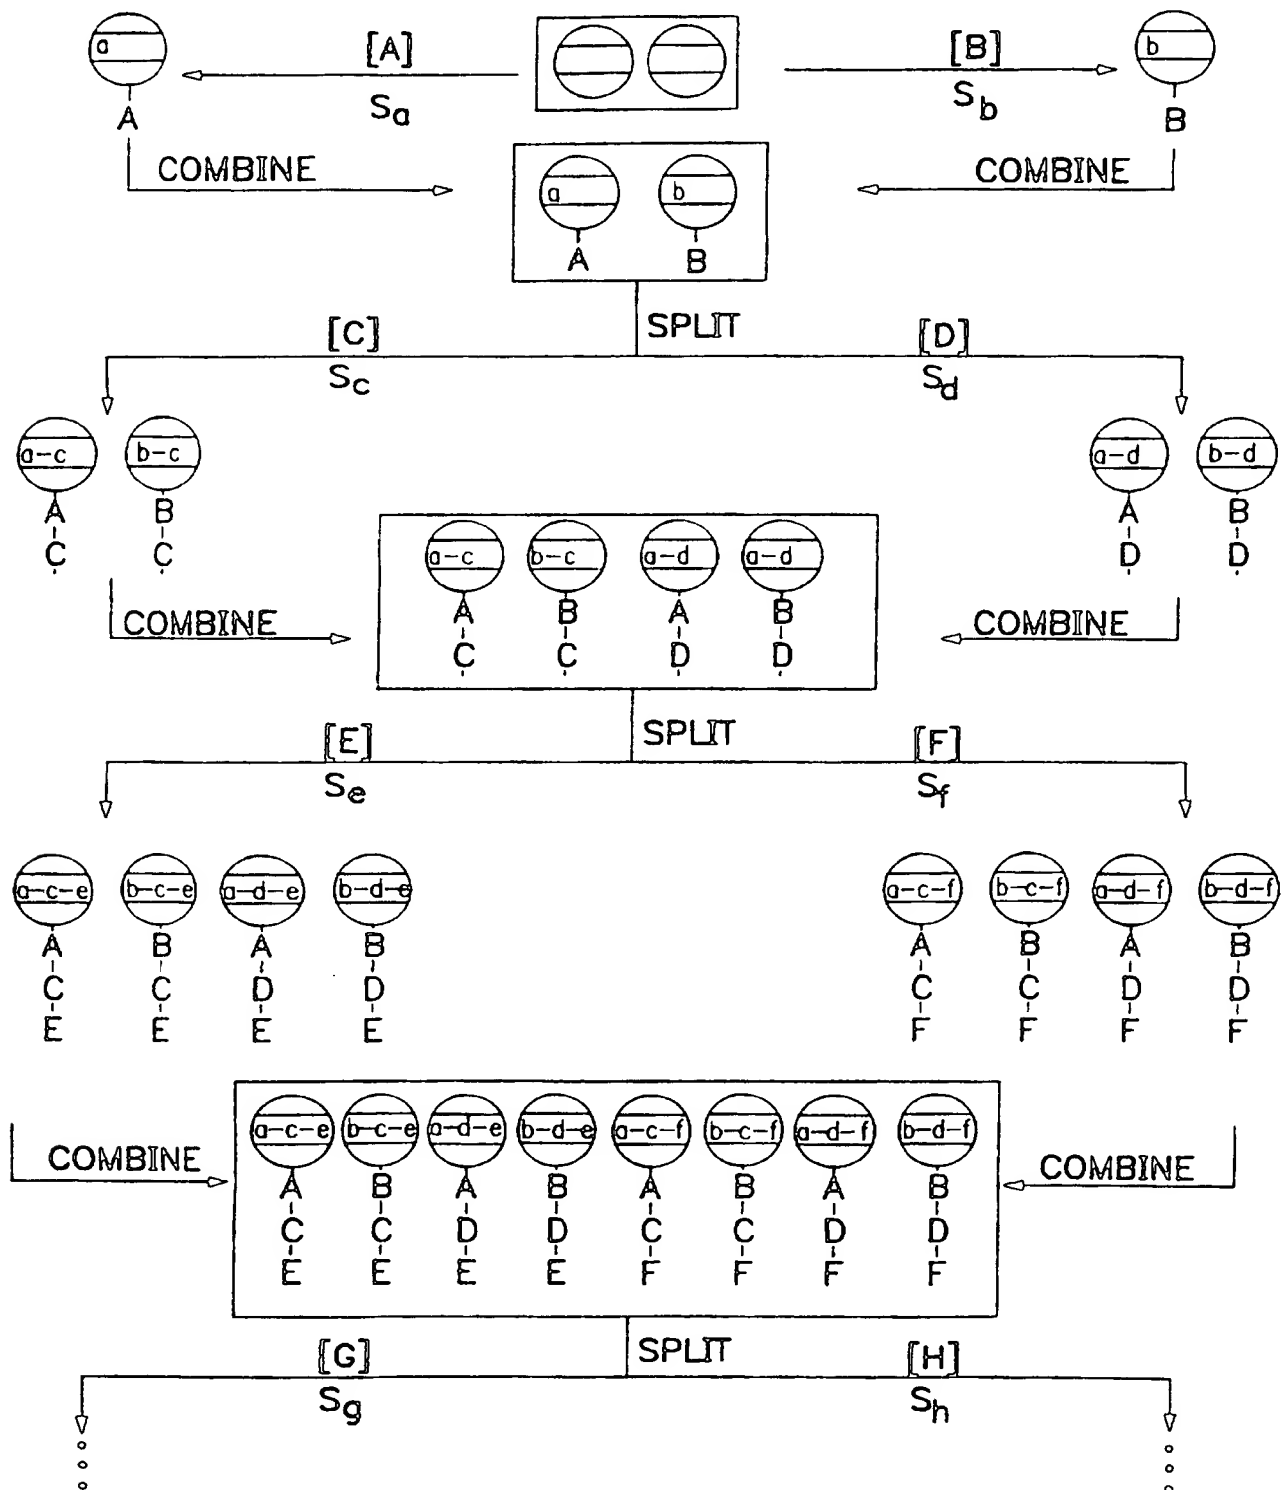 a [A] [B] b
Sa Sb
A B
COMBINE COMBINE
a b
A B
SPLIT
[C] [D]
Sc Sd
a-c b-c a-d b-d
A B A B
C C D D
a-c b-c a-d a-d
A B A B
COMBINE COMBINE
C C D D
SPLIT
[E] [F]
Se Sf
a-c-e b-c-e a-d-e b-d-e a-c-f b-c-f a-d-f b-d-f
A B A B A B A B
C C D D C C D D
E E E E F F F F
a-c-e b-c-e a-d-e b-d-e a-c-f b-c-f a-d-f b-d-f
COMBINE COMBINE
A B A B A B A B
C C D D C C D D
E E E E F F F F
SPLIT
[G] [H]
Sg Sh